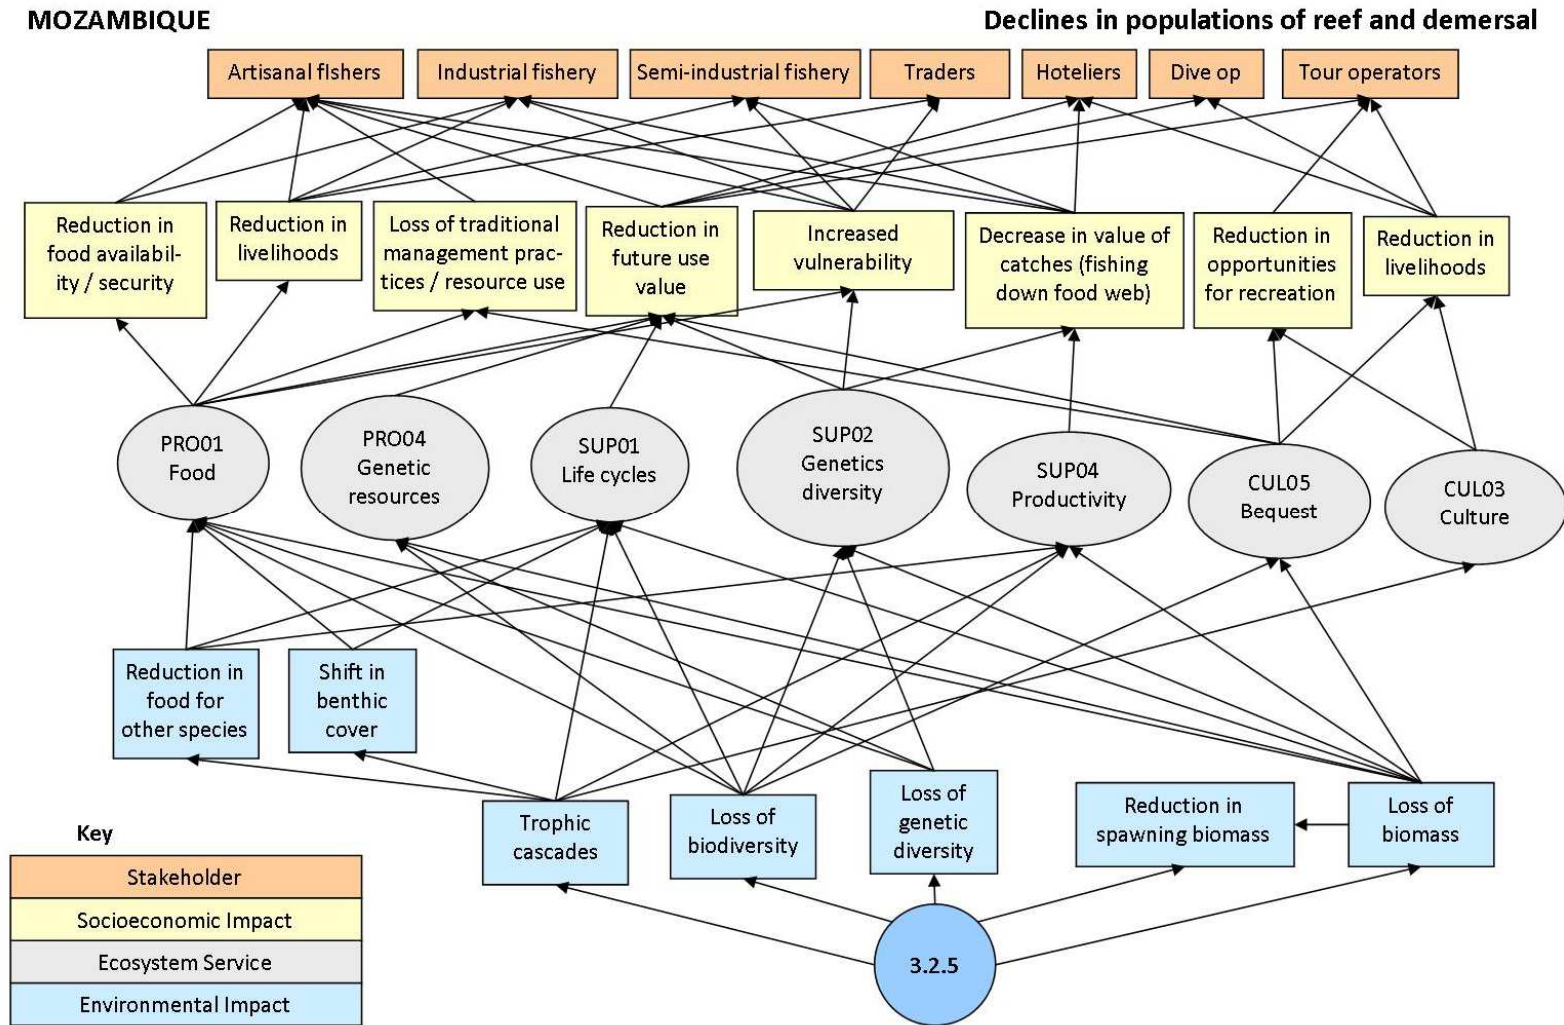 MOZAMBIQUE
Declines in populations of reef and demersal
Artisanal fIshers
Industrial fishery
Semi-industrial fishery
Traders
Hoteliers
Dive op
Tour operators
Reduction in
food availabil-
ity / security
Reduction in
livelihoods
Loss of traditional
management prac-
tices / resource use
Reduction in
future use
value
Increased
vulnerability
Decrease in value of
catches (fishing
down food web)
Reduction in
opportunities
for recreation
Reduction in
livelihoods
PRO01
Food
PRO04
Genetic
resources
SUP01
Life cycles
SUP02
Genetics
diversity
SUP04
Productivity
CUL05
Bequest
CUL03
Culture
Reduction in
food for
other species
Shift in
benthic
cover
Trophic
cascades
Loss of
biodiversity
Loss of
genetic
diversity
Reduction in
spawning biomass
Loss of
biomass
3.2.5
Key
Stakeholder
Socioeconomic Impact
Ecosystem Service
Environmental Impact